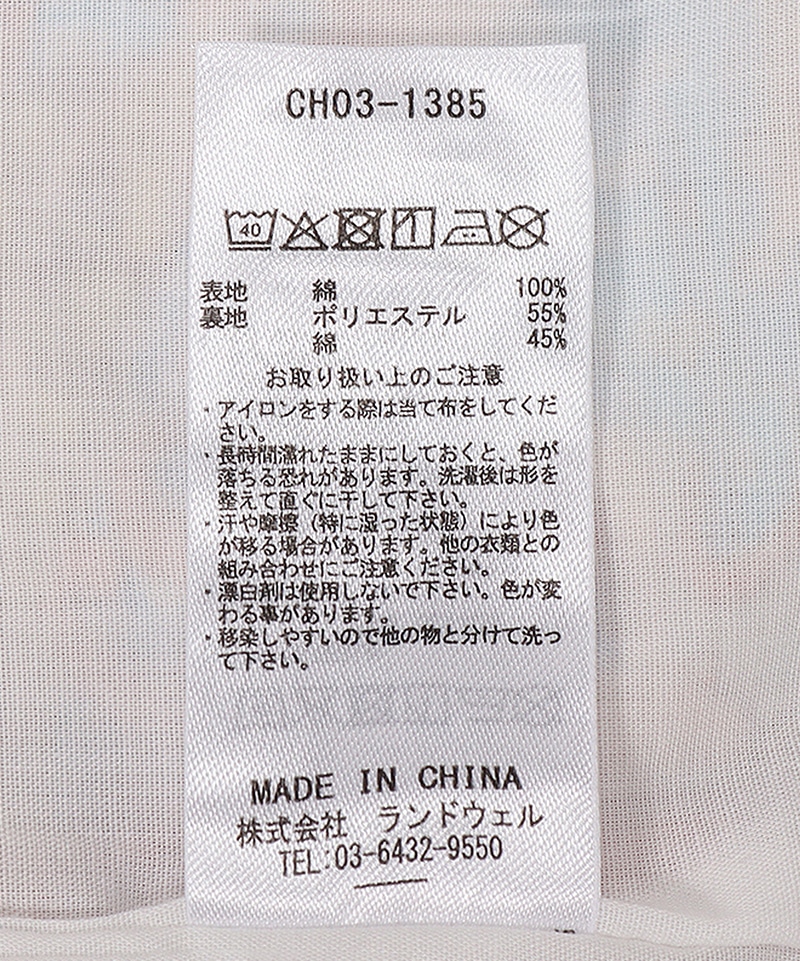 CH03-1385
40
表地 綿 100%
裏地 ポリエステル 55%
綿 45%
お取り扱い上のご注意
・アイロンをする際は当て布をしてくだ
さい。
・長時間濡れたままにしておくと、色が
落ちる恐れがあります。洗濯後は形を
整えて直ぐに干して下さい。
・汗や摩擦（特に湿った状態）により色
が移る場合があります。他の衣類との
組み合わせにご注意ください。
・漂白剤は使用しないで下さい。色が変
わる事があります。
・移染しやすいので他の物と分けて洗っ
て下さい。
MADE IN CHINA
株式会社 ランドウェル
TEL:03-6432-9550